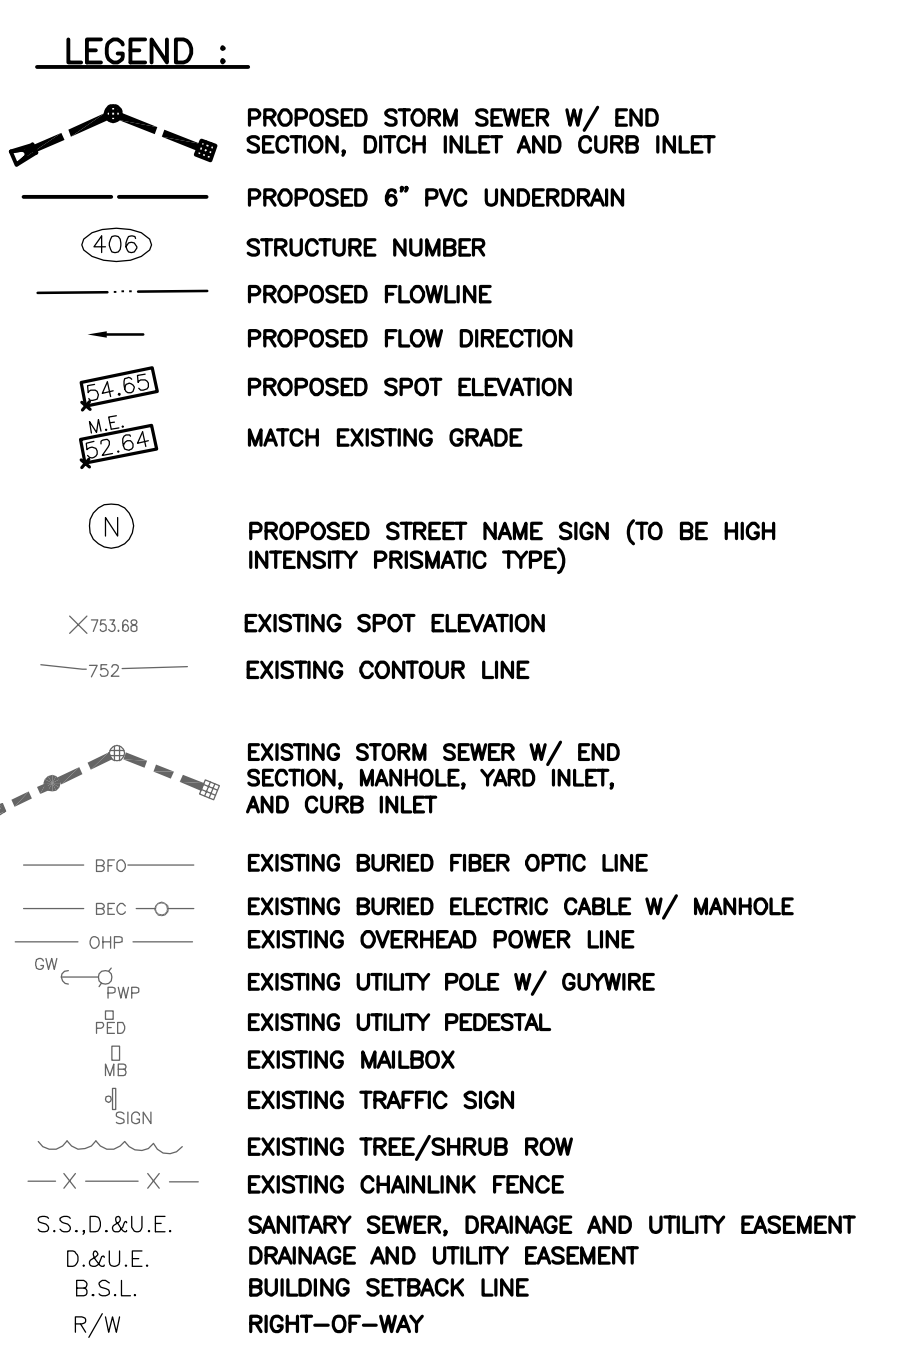 LEGEND :
PROPOSED STORM SEWER W/ END
SECTION, DITCH INLET AND CURB INLET
PROPOSED 6" PVC UNDERDRAIN
406 STRUCTURE NUMBER
PROPOSED FLOWLINE
PROPOSED FLOW DIRECTION
54.65 PROPOSED SPOT ELEVATION
M.E.
52.64 MATCH EXISTING GRADE
N PROPOSED STREET NAME SIGN (TO BE HIGH
INTENSITY PRISMATIC TYPE)
753.68 EXISTING SPOT ELEVATION
752 EXISTING CONTOUR LINE
EXISTING STORM SEWER W/ END
SECTION, MANHOLE, YARD INLET,
AND CURB INLET
BFO EXISTING BURIED FIBER OPTIC LINE
BEC EXISTING BURIED ELECTRIC CABLE W/ MANHOLE
OHP EXISTING OVERHEAD POWER LINE
GW
PWP EXISTING UTILITY POLE W/ GUYWIRE
PED EXISTING UTILITY PEDESTAL
MB EXISTING MAILBOX
SIGN EXISTING TRAFFIC SIGN
EXISTING TREE/SHRUB ROW
X X EXISTING CHAINLINK FENCE
S.S.,D.&U.E. SANITARY SEWER, DRAINAGE AND UTILITY EASEMENT
D.&U.E. DRAINAGE AND UTILITY EASEMENT
B.S.L. BUILDING SETBACK LINE
R/W RIGHT-OF-WAY